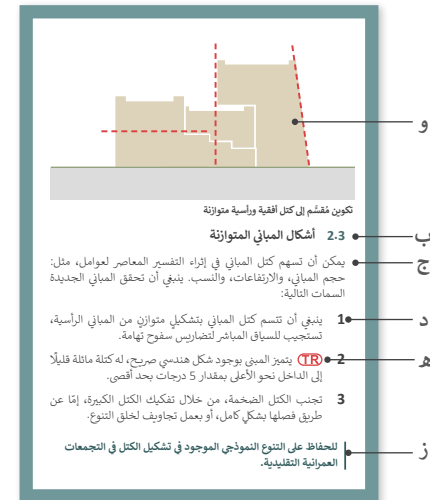 و
تكوين مُقسَّم إلى كتل أفقية ورأسية متوازنة
ب
2.3 أشكال المباني المتوازنة
ج
يمكن أن تسهم كتل المباني في إثراء التفسير المعاصر لعوامل، مثل:
حجم المباني، والارتفاعات، والنسب. ينبغي أن تحقق المباني الجديدة
السمات التالية:
د
1 ينبغي أن تتسم كتل المباني بتشكيلٍ متوازنٍ من المباني الرأسية،
تستجيب للسياق المباشر لتضاريس سفوح تهامة.
ه
2 TR يتميز المبنى بوجود شكل هندسي صريح، له كتلة مائلة قليلًا
إلى الداخل نحو الأعلى بمقدار 5 درجات بحد أقصى.
3 تجنب الكتل الضخمة، من خلال تفكيك الكتل الكبيرة، إمّا عن
طريق فصلها بشكلٍ كامل، أو بعمل تجاويف لخلق التنوع.
ز
للحفاظ على التنوع النموذجي الموجود في تشكيل الكتل في التجمعات
العمرانية التقليدية.